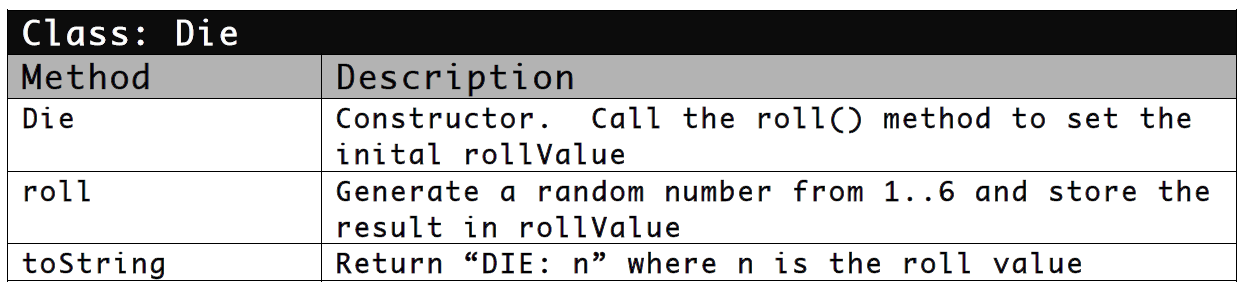 Class: Die
Method Description
Die Constructor. Call the roll() method to set the
inital rollValue
roll Generate a random number from 1..6 and store the
result in rollValue
toString Return “DIE: n” where n is the roll value